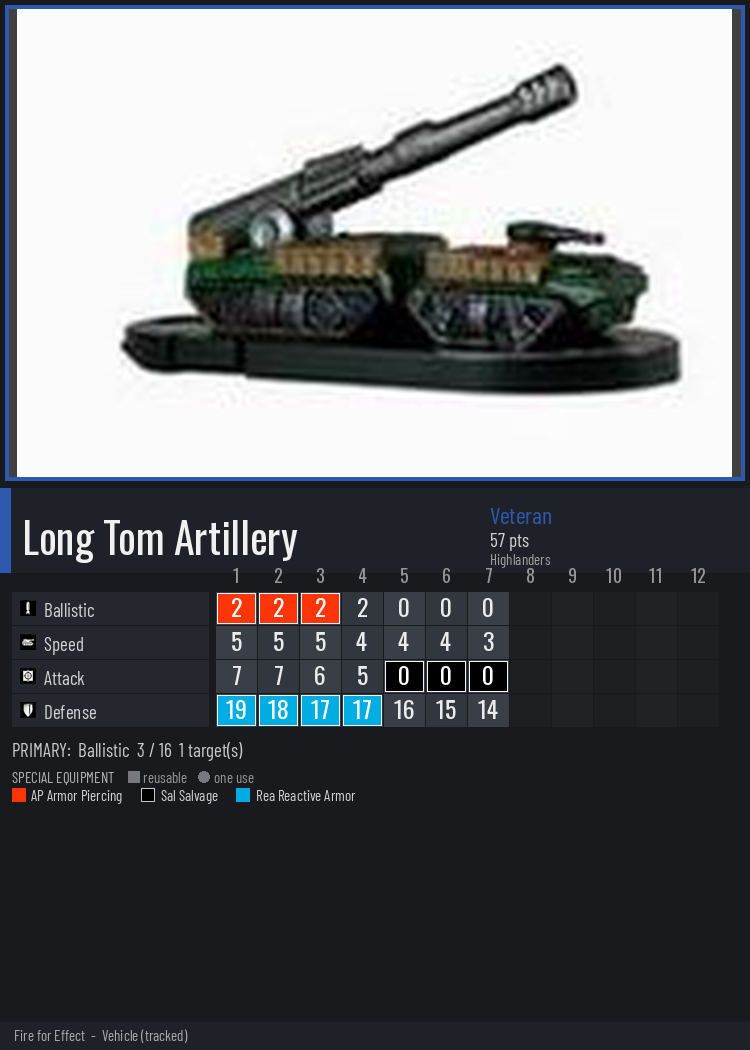 Long Tom Artillery
Veteran
57 pts
Highlanders
1 2 3 4 5 6 7 8 9 10 11 12
Ballistic 2 2 2 2 0 0 0
Speed 5 5 5 4 4 4 3
Attack 7 7 6 5 0 0 0
Defense 19 18 17 17 16 15 14
PRIMARY: Ballistic 3 / 16 1 target(s)
SPECIAL EQUIPMENT reusable one use
AP Armor Piercing Sal Salvage Rea Reactive Armor
Fire for Effect - Vehicle (tracked)